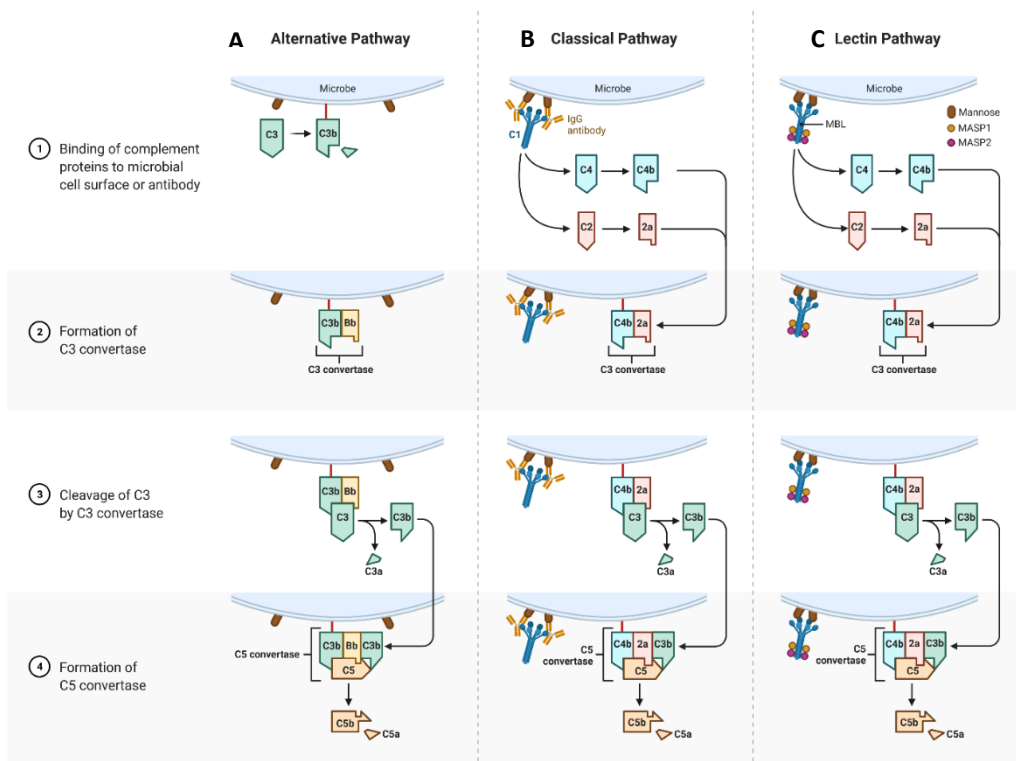 A Alternative Pathway
B Classical Pathway
C Lectin Pathway
1 Binding of complement
proteins to microbial
cell surface or antibody
Microbe
C3
C3b
Microbe
IgG
antibody
C1
C4
C4b
C2
2a
Microbe
MBL
Mannose
MASP1
MASP2
C4
C4b
C2
2a
2 Formation of
C3 convertase
C3b
Bb
C3 convertase
C4b
2a
C3 convertase
C4b
2a
C3 convertase
3 Cleavage of C3
by C3 convertase
C3b
Bb
C3
C3b
C3a
C4b
2a
C3
C3b
C3a
C4b
2a
C3
C3b
C3a
4 Formation of
C5 convertase
C5 convertase
C3b
Bb
C3b
C5
C5b
C5a
C5
convertase
C4b
2a
C3b
C5
C5b
C5a
C5
convertase
C4b
2a
C3b
C5
C5b
C5a